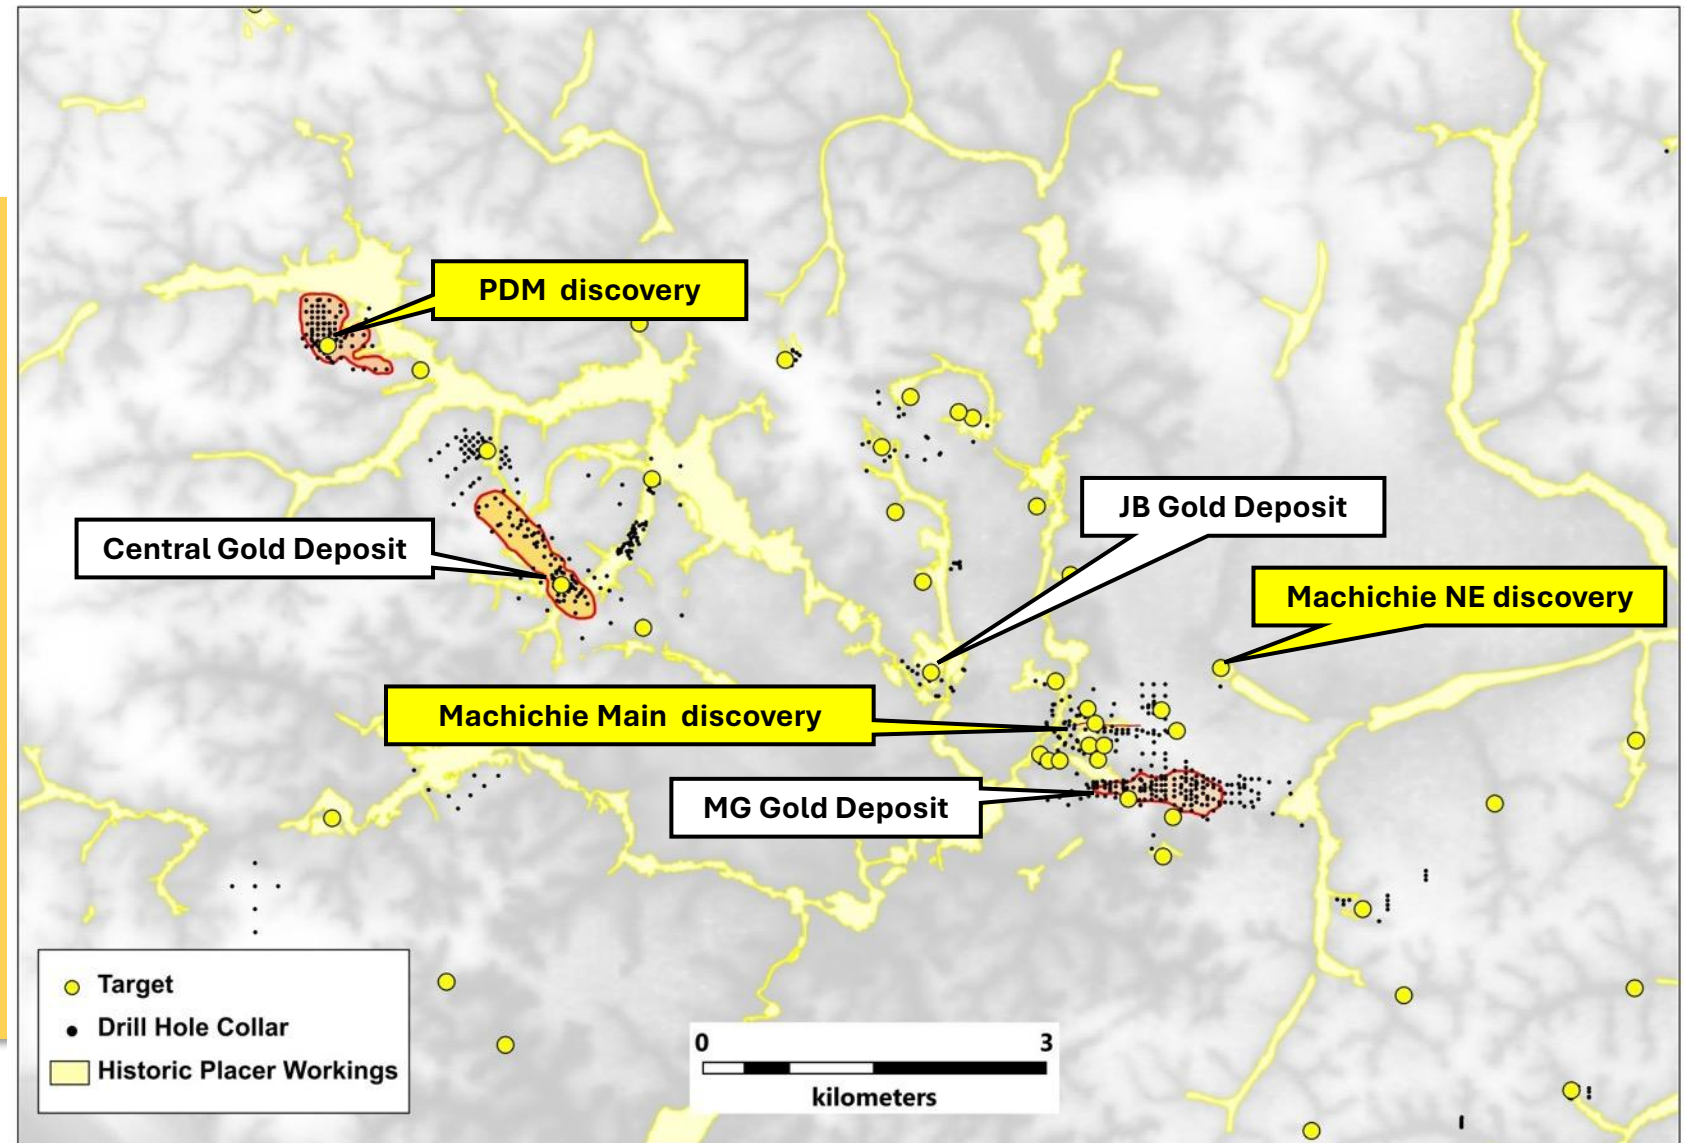 PDM discovery
JB Gold Deposit
Central Gold Deposit
Machichie NE discovery
Machichie Main discovery
MG Gold Deposit
Target
Drill Hole Collar
Historic Placer Workings
0 3
kilometers